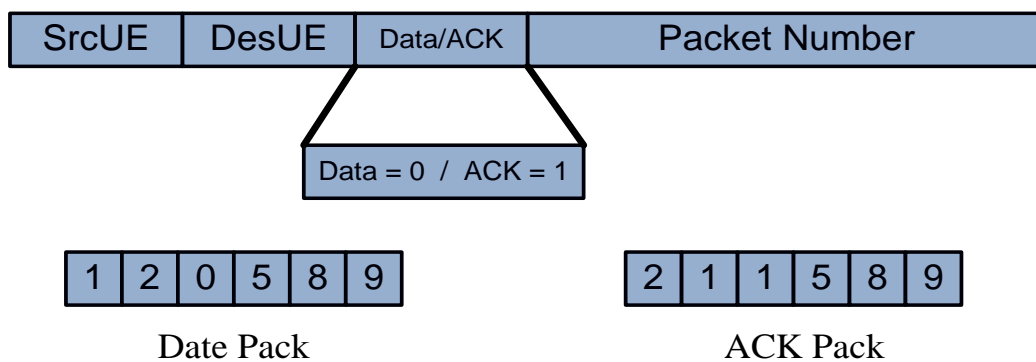 SrcUE DesUE Data/ACK Packet Number
Data = 0 / ACK = 1
1 2 0 5 8 9 2 1 1 5 8 9
Date Pack ACK Pack